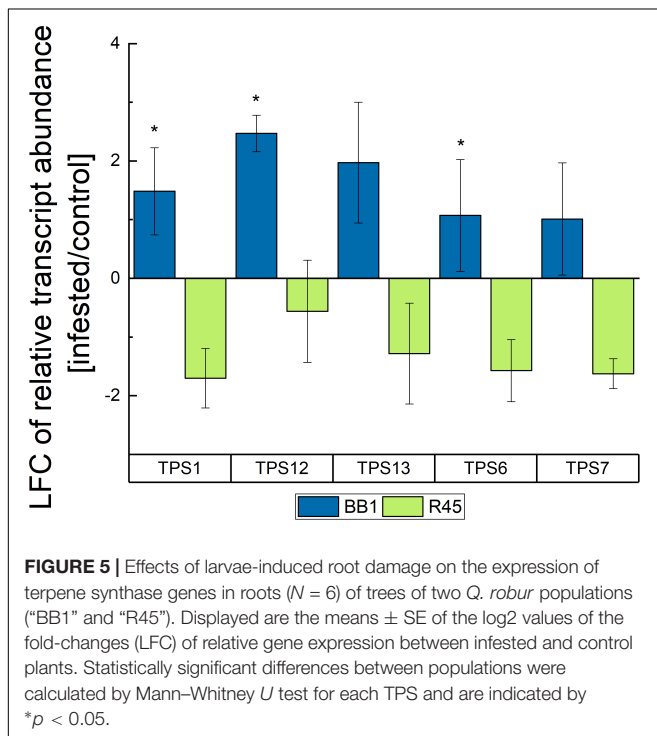 LFC of relative transcript abundance
[infested/control]
4
2
0
-2
*
*
*
TPS1 TPS12 TPS13 TPS6 TPS7
BB1 R45
FIGURE 5 | Effects of larvae-induced root damage on the expression of
terpene synthase genes in roots (N = 6) of trees of two Q. robur populations
(“BB1” and “R45”). Displayed are the means ± SE of the log2 values of the
fold-changes (LFC) of relative gene expression between infested and control
plants. Statistically significant differences between populations were
calculated by Mann–Whitney U test for each TPS and are indicated by
*p < 0.05.